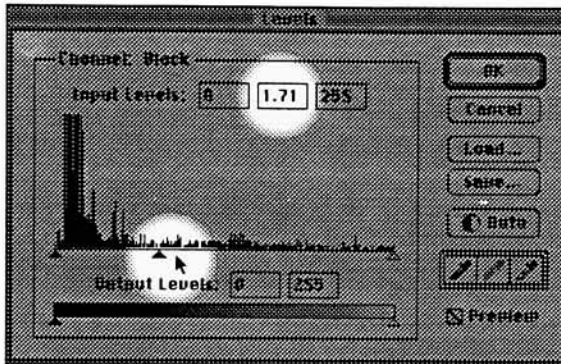 Levels
Channel: Black
Input Levels: 0 1.71 255
Output Levels: 0 255
OK
Cancel
Load...
Save...
Auto
Preview